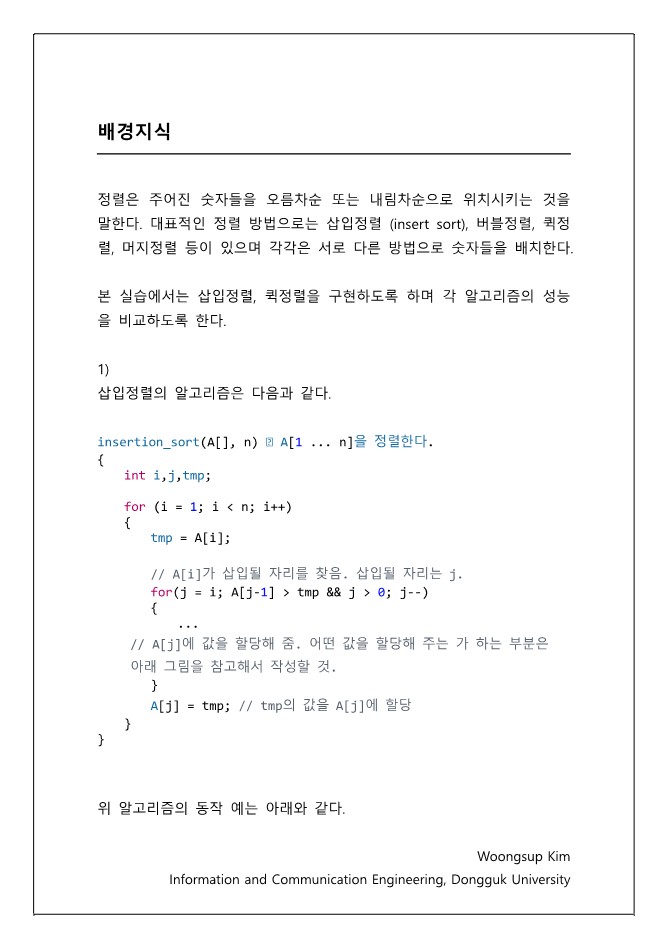 배경지식
정렬은 주어진 숫자들을 오름차순 또는 내림차순으로 위치시키는 것을
말한다. 대표적인 정렬 방법으로는 삽입정렬 (insert sort), 버블정렬, 퀵정
렬, 머지정렬 등이 있으며 각각은 서로 다른 방법으로 숫자들을 배치한다.
본 실습에서는 삽입정렬, 퀵정렬을 구현하도록 하며 각 알고리즘의 성능
을 비교하도록 한다.
1)
삽입정렬의 알고리즘은 다음과 같다.
insertion_sort(A[], n) A[1 ... n]을 정렬한다.
{
int i,j,tmp;
for (i = 1; i < n; i++)
{
tmp = A[i];
// A[i]가 삽입될 자리를 찾음. 삽입될 자리는 j.
for(j = i; A[j-1] > tmp && j > 0; j--)
{
...
// A[j]에 값을 할당해 줌. 어떤 값을 할당해 주는 가 하는 부분은
아래 그림을 참고해서 작성할 것.
}
A[j] = tmp; // tmp의 값을 A[j]에 할당
}
}
위 알고리즘의 동작 예는 아래와 같다.
Woongsup Kim
Information and Communication Engineering, Dongguk University